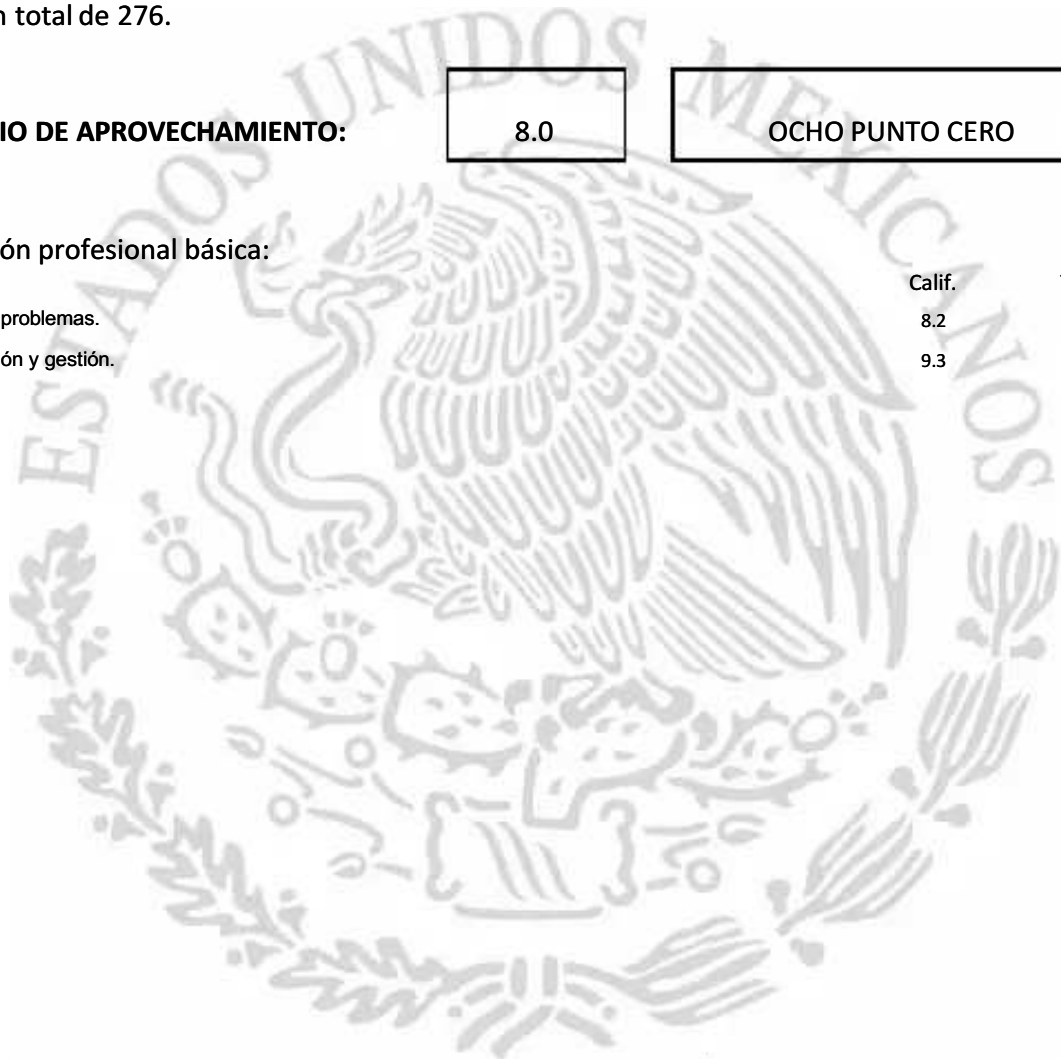 n total de 276.
IO DE APROVECHAMIENTO: 8.0 OCHO PUNTO CERO
ón profesional básica:
Calif.
problemas. 8.2
ón y gestión. 9.3
ESTADOS UNIDOS MEXICANOS